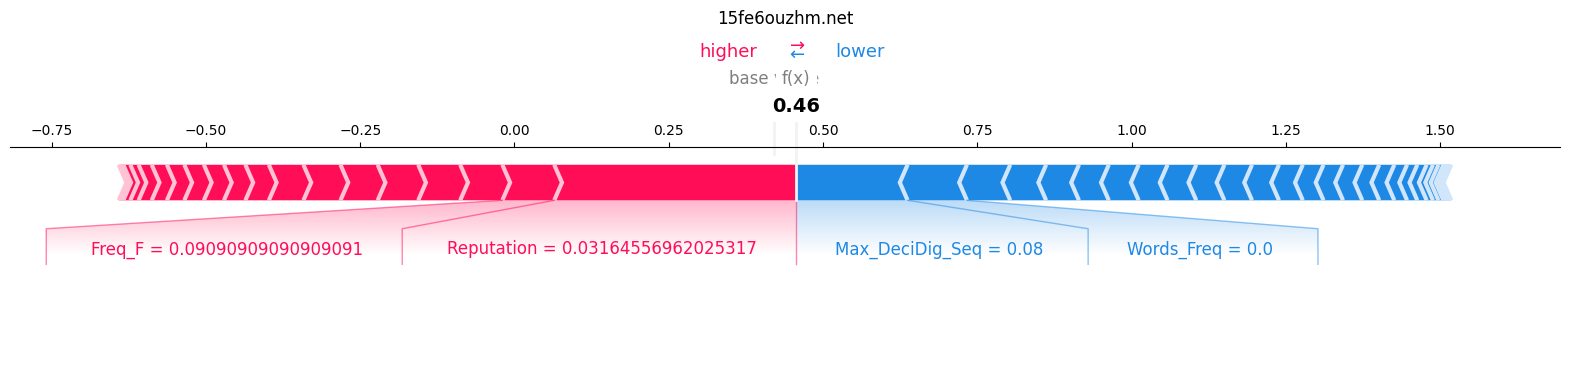 15fe6ouzhm.net
higher → ← lower
base f(x)
0.46
−0.75 −0.50 −0.25 0.00 0.25 0.50 0.75 1.00 1.25 1.50
Freq_F = 0.09090909090909091 Reputation = 0.03164556962025317 Max_DeciDig_Seq = 0.08 Words_Freq = 0.0